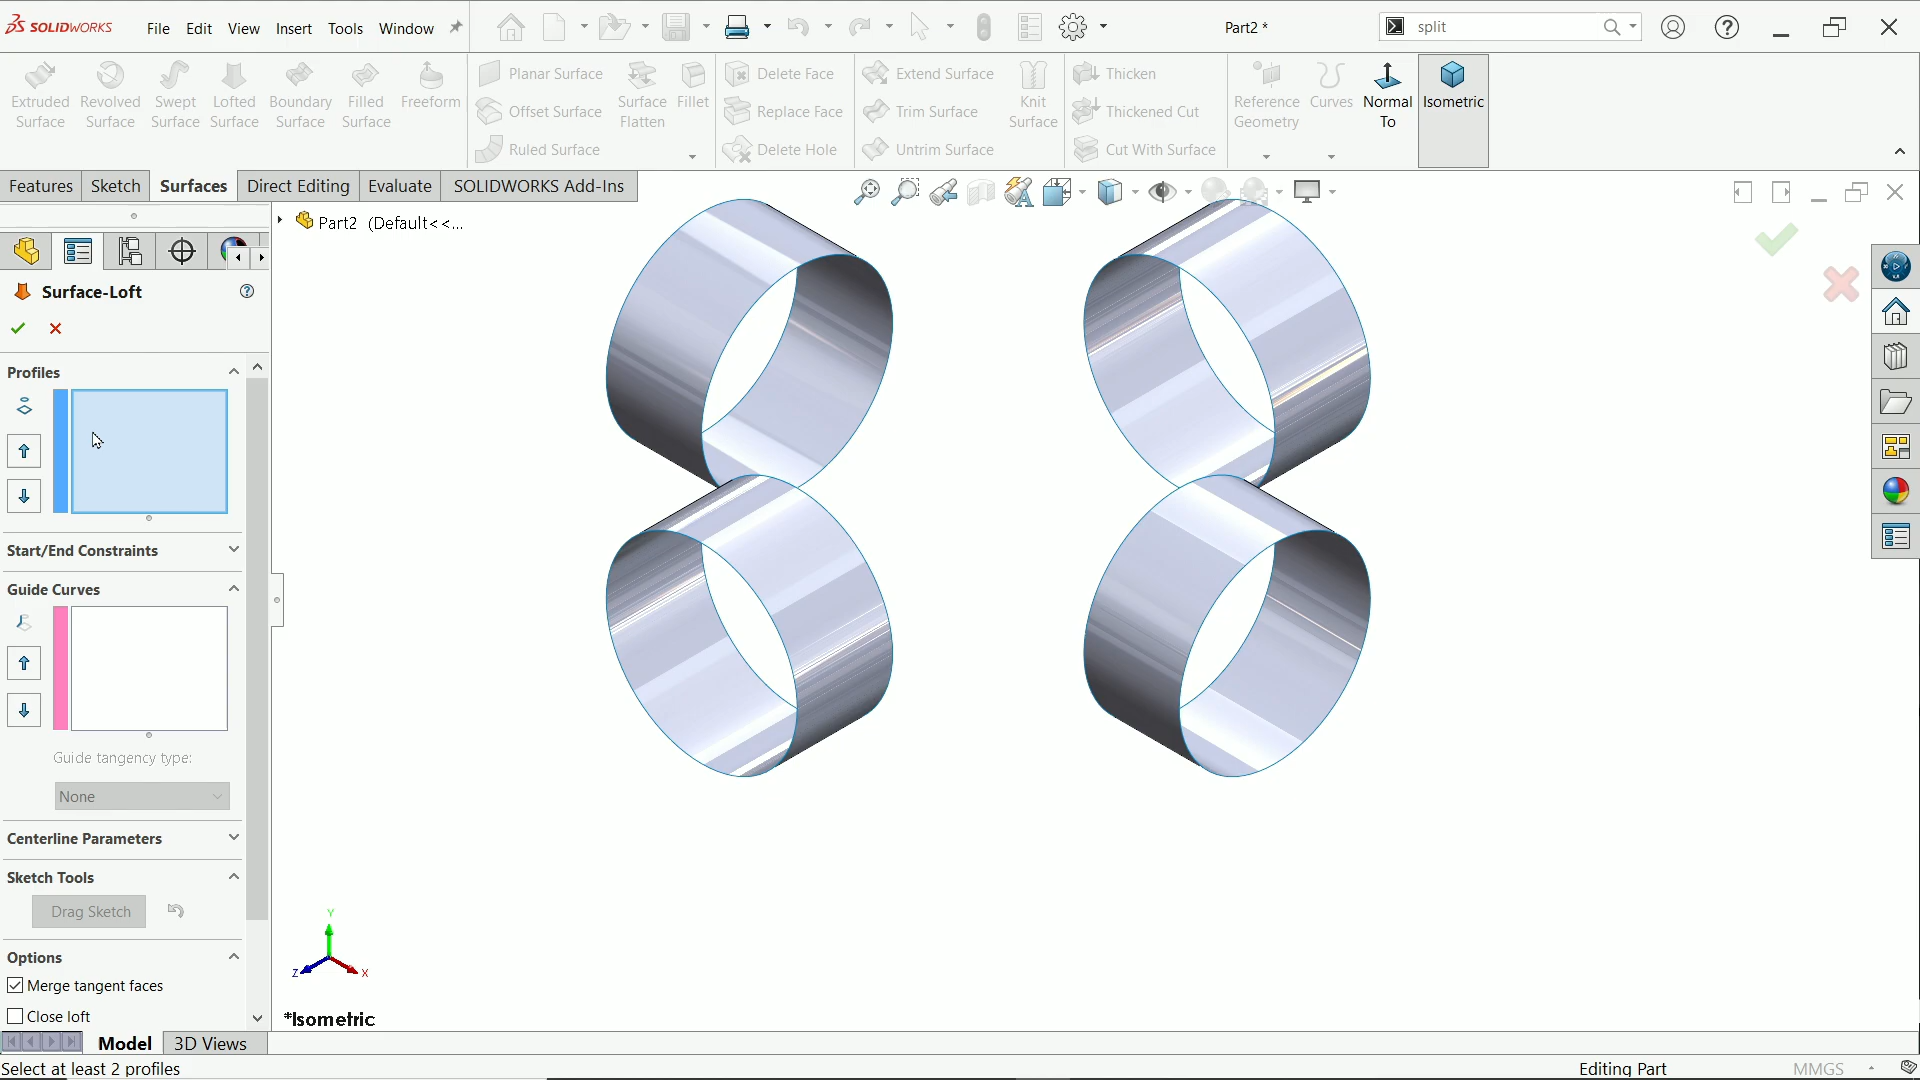 SOLIDWORKS File Edit View Insert Tools Window Part2 * split
Extruded Surface
Revolved Surface
Swept Surface
Lofted Surface
Boundary Surface
Filled Surface
Freeform
Planar Surface
Offset Surface
Ruled Surface
Surface Flatten
Fillet
Delete Face
Replace Face
Delete Hole
Extend Surface
Trim Surface
Untrim Surface
Knit Surface
Thicken
Thickened Cut
Cut With Surface
Reference Geometry
Curves
Normal To
Isometric
Features Sketch Surfaces Direct Editing Evaluate SOLIDWORKS Add-Ins
Part2 (Default<<...
Surface-Loft
Profiles
Start/End Constraints
Guide Curves
Guide tangency type:
None
Centerline Parameters
Sketch Tools
Drag Sketch
Options
Merge tangent faces
Close loft
Y
Z X
*Isometric
Model 3D Views
Select at least 2 profiles Editing Part MMGS